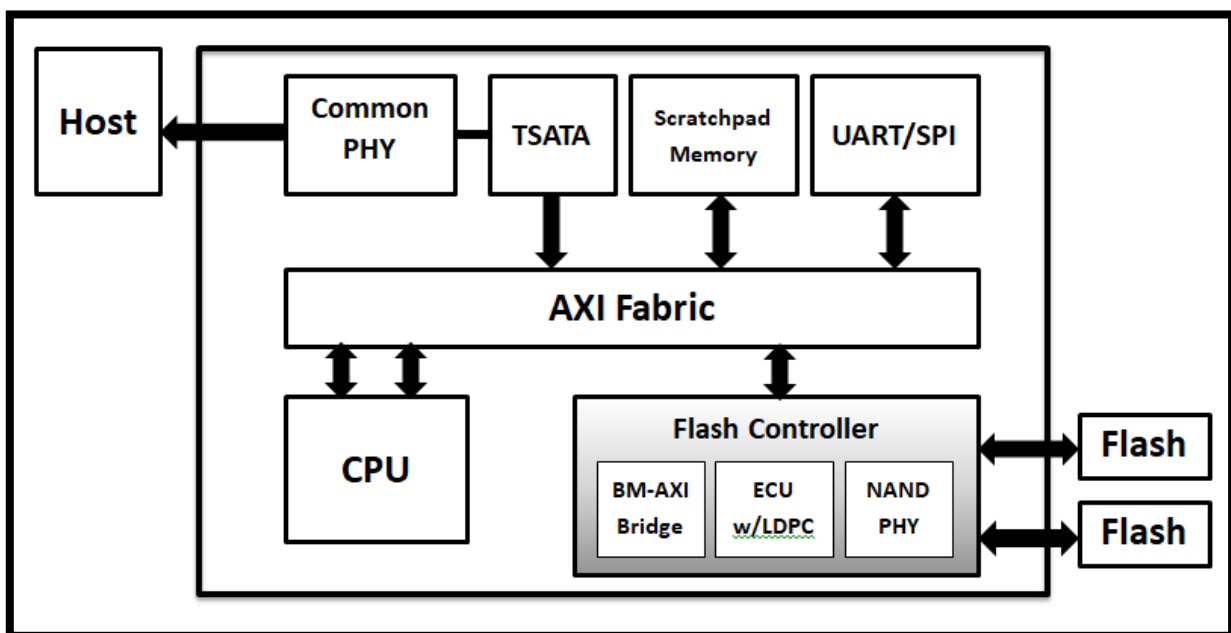 Host
Common
PHY
TSATA
Scratchpad
Memory
UART/SPI
AXI Fabric
CPU
Flash Controller
BM-AXI
Bridge
ECU
w/LDPC
NAND
PHY
Flash
Flash